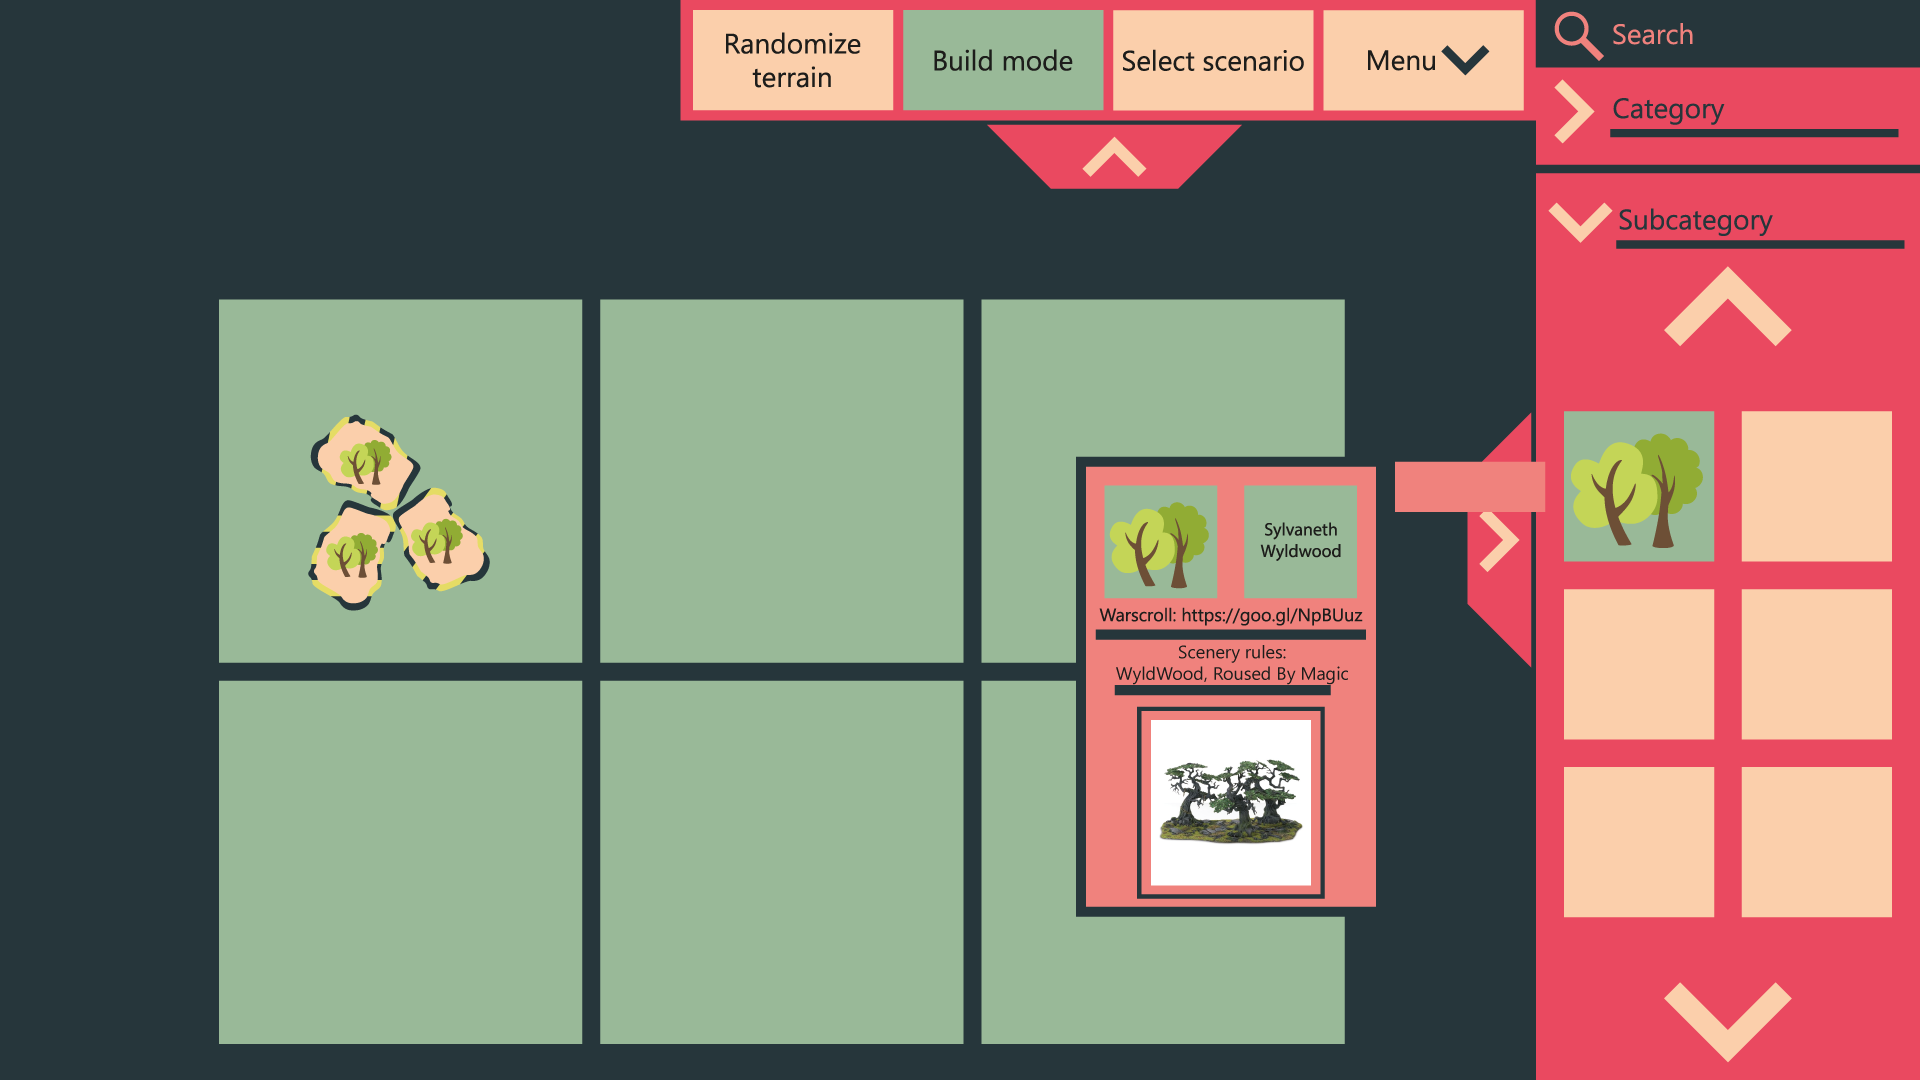 Randomize
terrain
Build mode
Select scenario
Menu
Search
Category
Subcategory
Sylvaneth
Wyldwood
Warscroll: https://goo.gl/NpBUuz
Scenery rules:
WyldWood, Roused By Magic